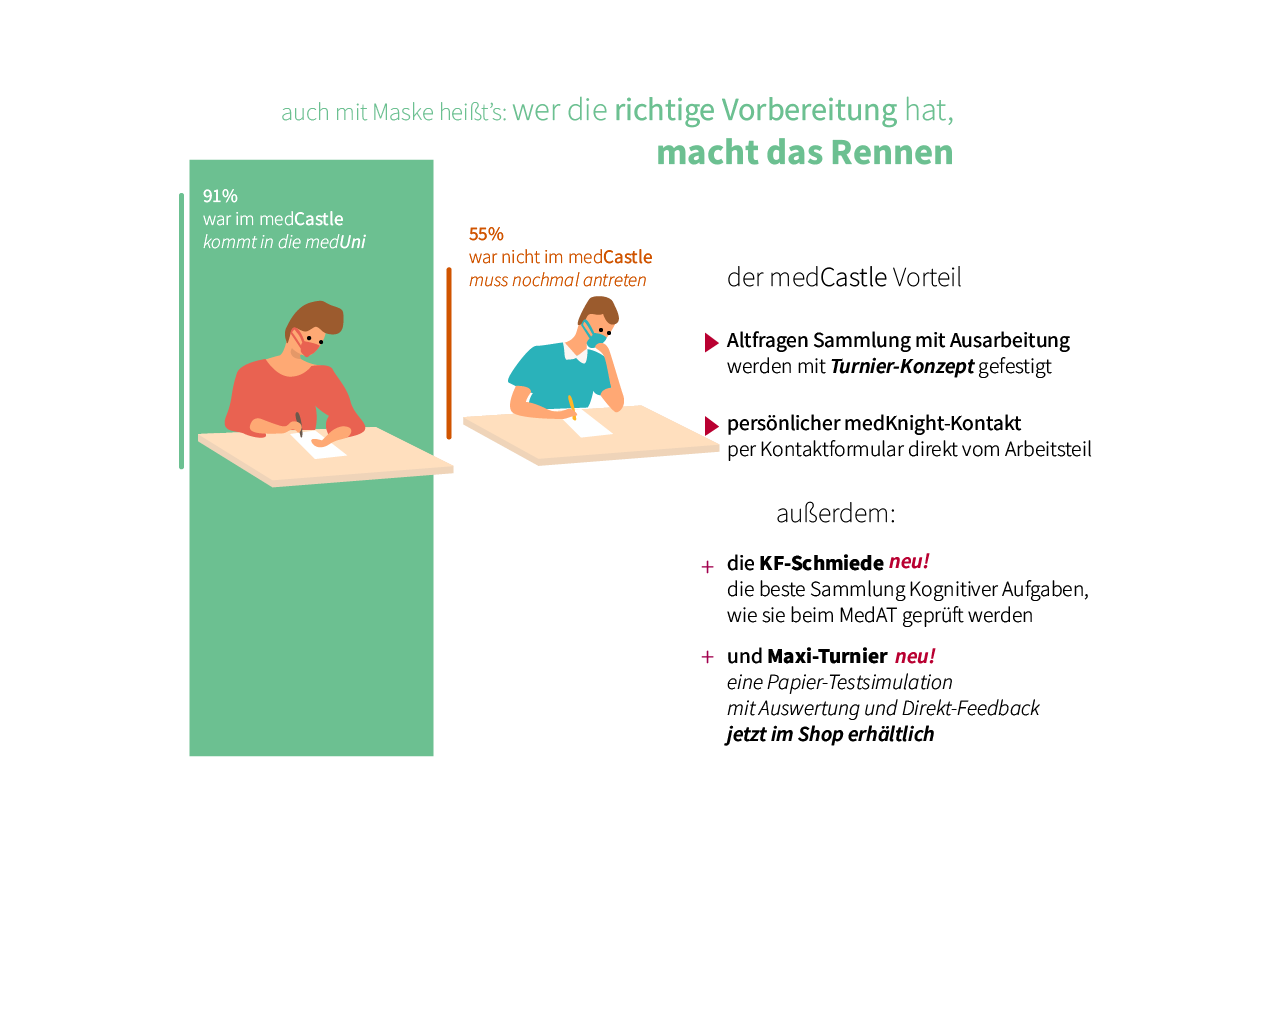 auch mit Maske heißt's: wer die richtige Vorbereitung hat,
macht das Rennen
91%
war im medCastle
kommt in die medUni
55%
war nicht im medCastle
muss nochmal antreten
der medCastle Vorteil
Altfragen Sammlung mit Ausarbeitung
werden mit Turnier-Konzept gefestigt
persönlicher medKnight-Kontakt
per Kontaktformular direkt vom Arbeitsteil
außerdem:
+ die KF-Schmiede neu!
die beste Sammlung Kognitiver Aufgaben,
wie sie beim MedAT geprüft werden
+ und Maxi-Turnier neu!
eine Papier-Testsimulation
mit Auswertung und Direkt-Feedback
jetzt im Shop erhältlich